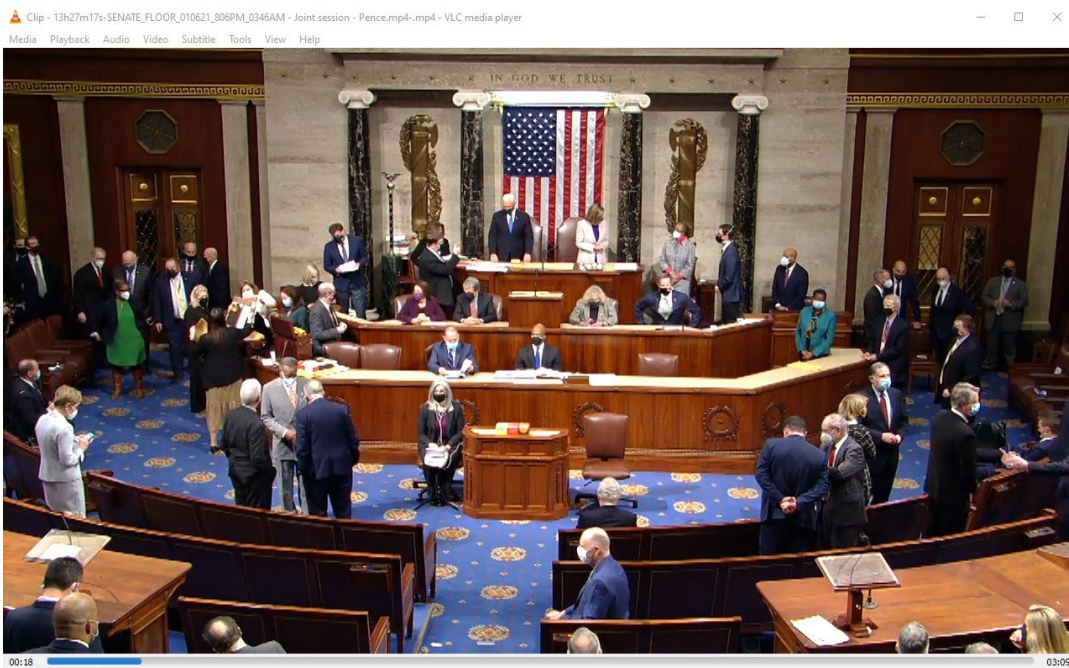 Clip - 13h27m17s-SENATE_FLOOR_010621_806PM_0346AM - Joint session - Pence.mp4-.mp4 - VLC media player
Media Playback Audio Video Subtitle Tools View Help
IN GOD WE TRUST
00:18 03:09